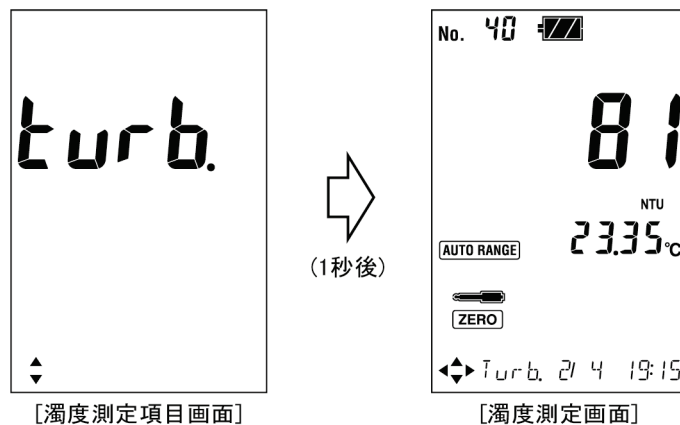 turb.
(1秒後)
No. 40
81
NTU
23.35℃
AUTO RANGE
ZERO
Turb. 21 4 19:15
[濁度測定項目画面]
[濁度測定画面]